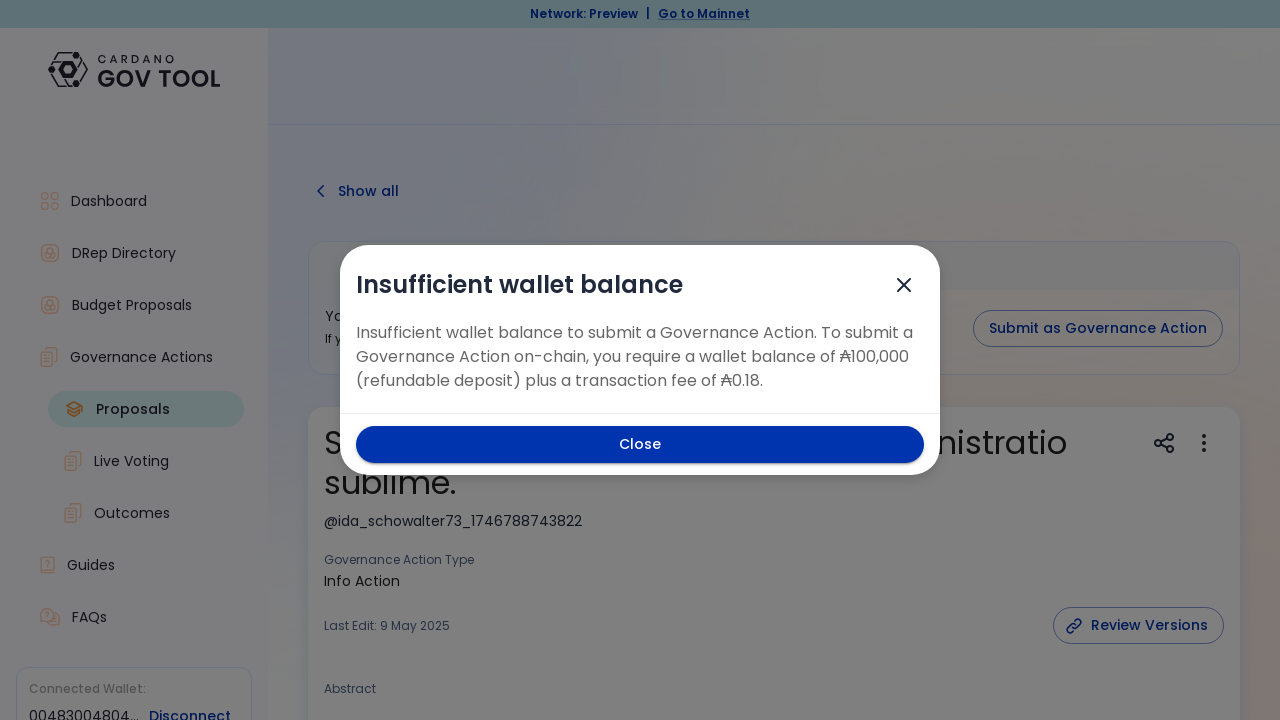 Network: Preview | Go to Mainnet
CARDANO
GOV TOOL
Dashboard
DRep Directory
Budget Proposals
Governance Actions
Proposals
Live Voting
Outcomes
Guides
FAQs
Connected Wallet:
00483004804... Disconnect
Show all
If y
Submit as Governance Action
Insufficient wallet balance
Insufficient wallet balance to submit a Governance Action. To submit a
Governance Action on-chain, you require a wallet balance of ₳100,000
(refundable deposit) plus a transaction fee of ₳0.18.
Close
nistratio
sublime.
@ida_schowalter73_1746788743822
Governance Action Type
Info Action
Last Edit: 9 May 2025
Review Versions
Abstract